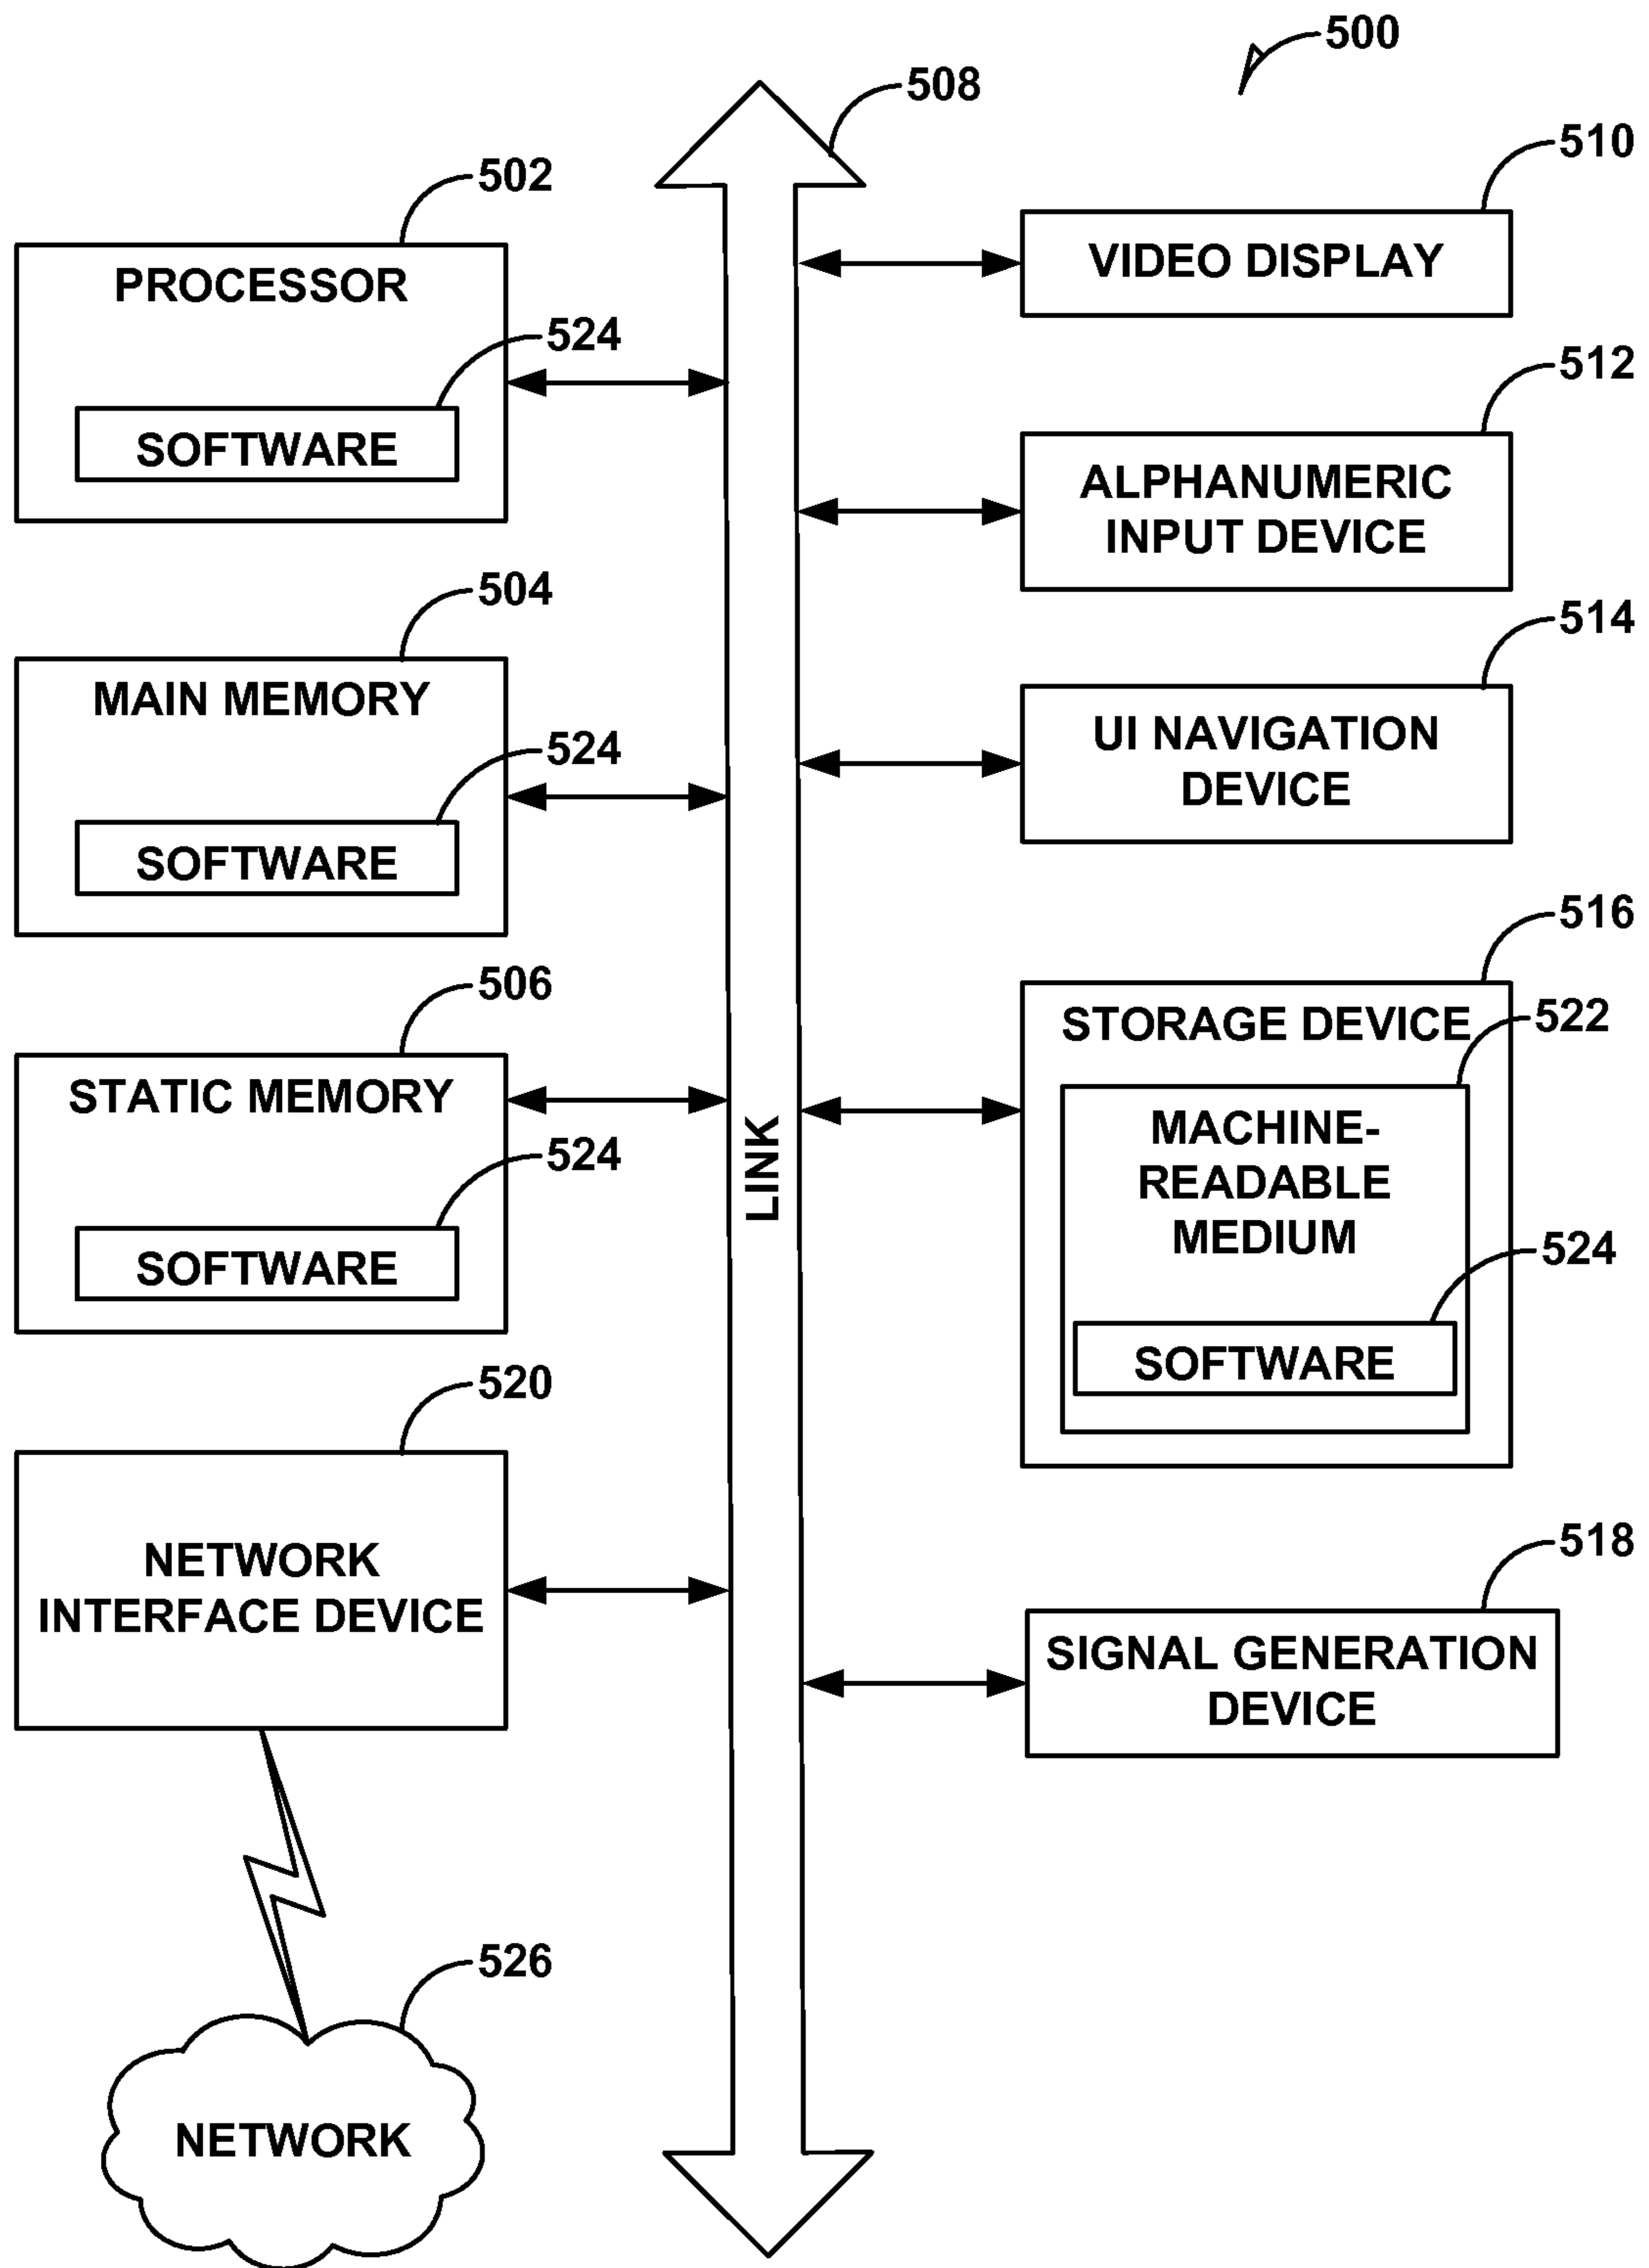 500
508
502
PROCESSOR
524
SOFTWARE
504
MAIN MEMORY
524
SOFTWARE
506
STATIC MEMORY
524
SOFTWARE
520
NETWORK
INTERFACE DEVICE
526
NETWORK
LINK
510
VIDEO DISPLAY
512
ALPHANUMERIC
INPUT DEVICE
514
UI NAVIGATION
DEVICE
516
STORAGE DEVICE
522
MACHINE-
READABLE
MEDIUM
524
SOFTWARE
518
SIGNAL GENERATION
DEVICE